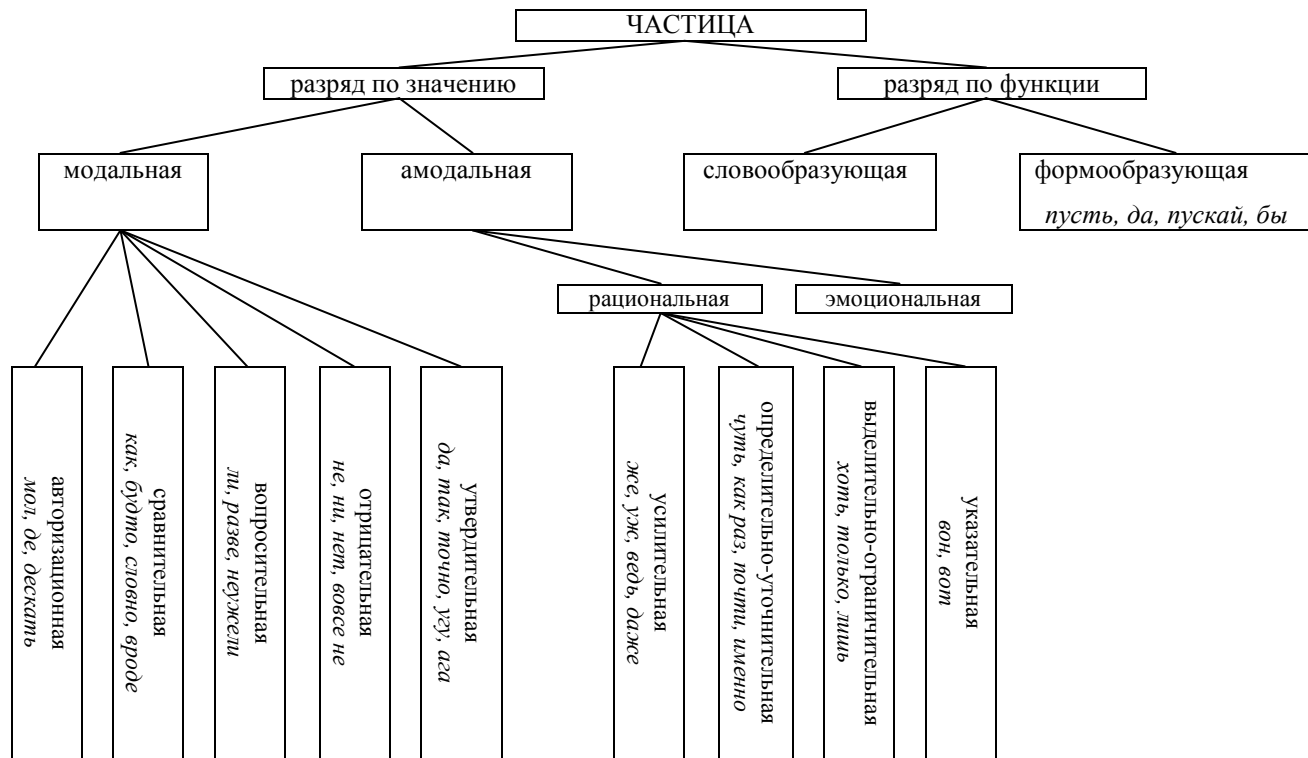 ЧАСТИЦА
разряд по значению
разряд по функции
модальная
амодальная
словообразующая
формообразующая
пусть, да, пускай, бы
рациональная
эмоциональная
авторизационная
мол, де, дескать
сравнительная
как, будто, словно, вроде
вопросительная
ли, разве, неужели
отрицательная
не, ни, нет, вовсе не
утвердительная
да, так, точно, угу, ага
усилительная
же, уж, ведь, даже
определительно-уточнительная
чуть, как раз, почти, именно
выделительно-ограничительная
хоть, только, лишь
указательная
вон, вот